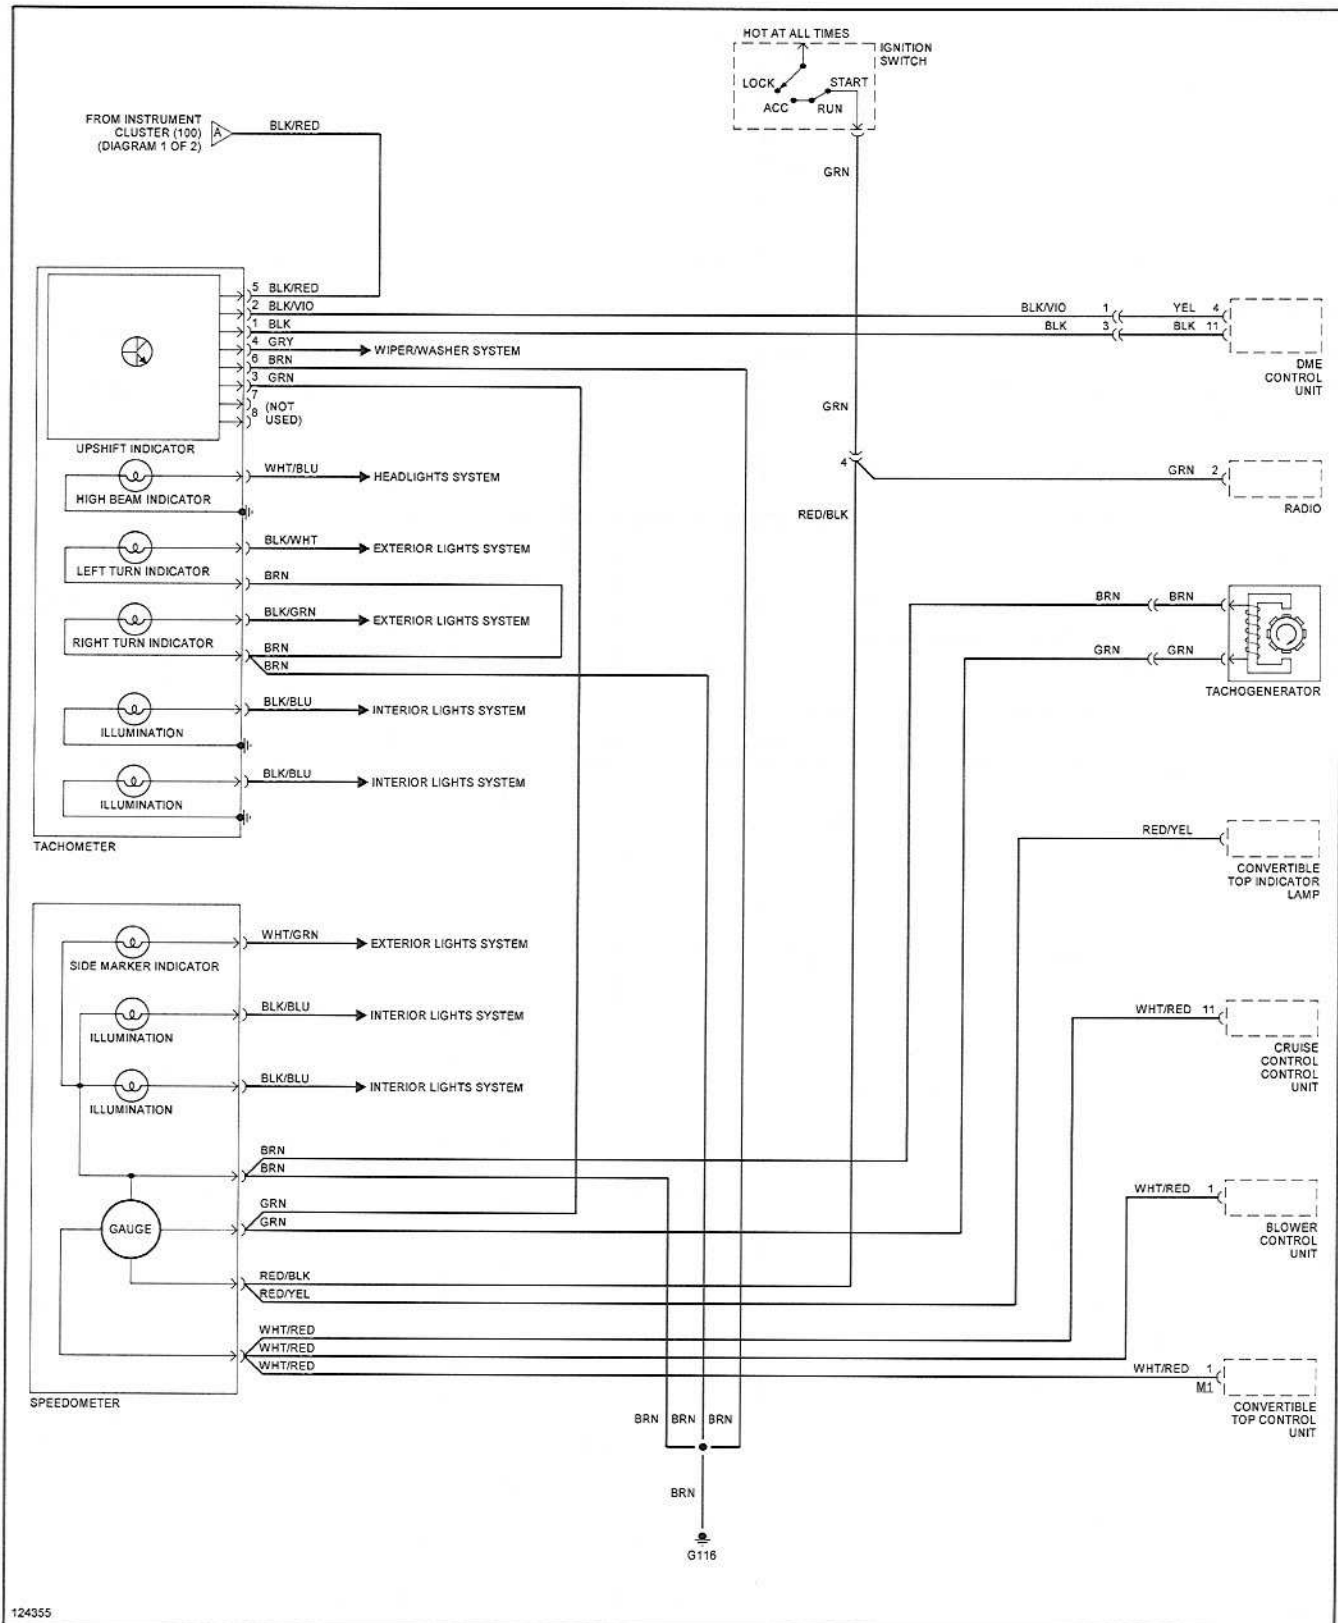 HOT AT ALL TIMES
IGNITION
SWITCH
LOCK
START
ACC
RUN
FROM INSTRUMENT
CLUSTER (100)
(DIAGRAM 1 OF 2)
A
BLK/RED
GRN
5 BLK/RED
2 BLK/VIO
1 BLK
4 GRY
WIPER/WASHER SYSTEM
6 BRN
3 GRN
7
8
(NOT
USED)
UPSHIFT INDICATOR
BLK/VIO 1 YEL 4
BLK 3 BLK 11
DME
CONTROL
UNIT
GRN
4
GRN 2
RADIO
RED/BLK
WHT/BLU
HEADLIGHTS SYSTEM
HIGH BEAM INDICATOR
BLK/WHT
EXTERIOR LIGHTS SYSTEM
LEFT TURN INDICATOR
BRN
BLK/GRN
EXTERIOR LIGHTS SYSTEM
RIGHT TURN INDICATOR
BRN
BRN
BLK/BLU
INTERIOR LIGHTS SYSTEM
ILLUMINATION
BLK/BLU
INTERIOR LIGHTS SYSTEM
ILLUMINATION
TACHOMETER
BRN BRN
GRN GRN
TACHOGENERATOR
RED/YEL
CONVERTIBLE
TOP INDICATOR
LAMP
WHT/GRN
EXTERIOR LIGHTS SYSTEM
SIDE MARKER INDICATOR
BLK/BLU
INTERIOR LIGHTS SYSTEM
ILLUMINATION
BLK/BLU
INTERIOR LIGHTS SYSTEM
ILLUMINATION
WHT/RED 11
CRUISE
CONTROL
CONTROL
UNIT
BRN
BRN
GRN
GRN
GAUGE
RED/BLK
RED/YEL
WHT/RED
WHT/RED
WHT/RED
SPEEDOMETER
WHT/RED 1
BLOWER
CONTROL
UNIT
WHT/RED 1
M1
CONVERTIBLE
TOP CONTROL
UNIT
BRN BRN BRN
BRN
G116
124355